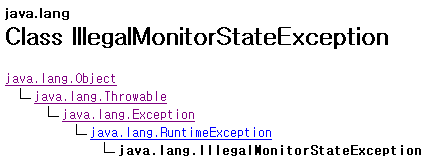 java.lang
Class IllegalMonitorStateException
java.lang.Object
java.lang.Throwable
java.lang.Exception
java.lang.RuntimeException
java.lang.IllegalMonitorStateException